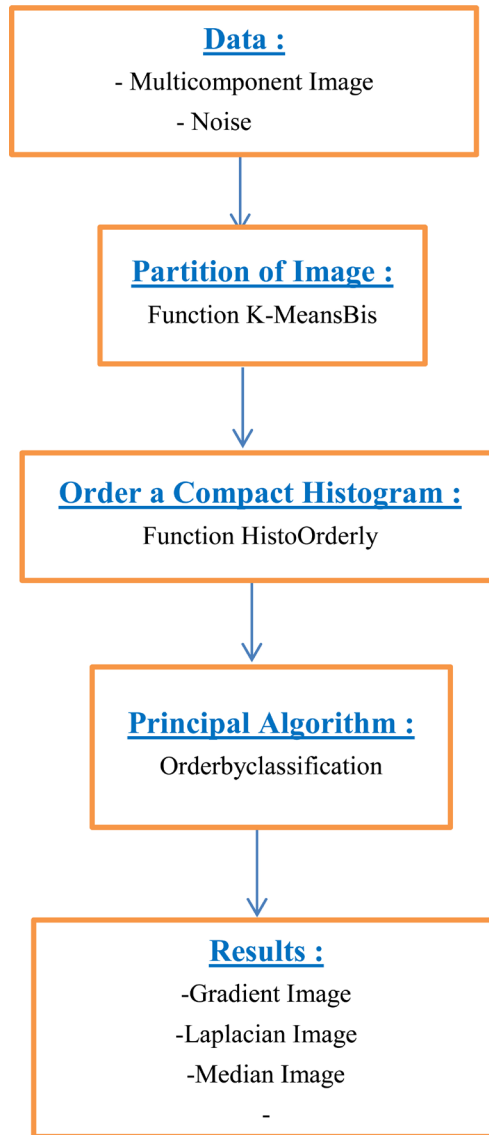 Data :
- Multicomponent Image
- Noise
Partition of Image :
Function K-MeansBis
Order a Compact Histogram :
Function HistoOrderly
Principal Algorithm :
Orderbyclassification
Results :
-Gradient Image
-Laplacian Image
-Median Image
-